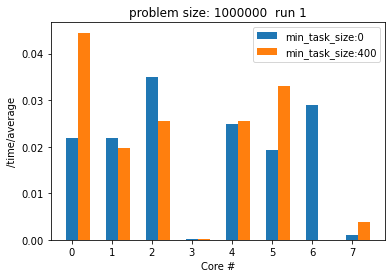 problem size: 1000000  run 1
min_task_size:0
min_task_size:400
0.04
0.03
0.02
0.01
0.00
/time/average
0 1 2 3 4 5 6 7
Core #